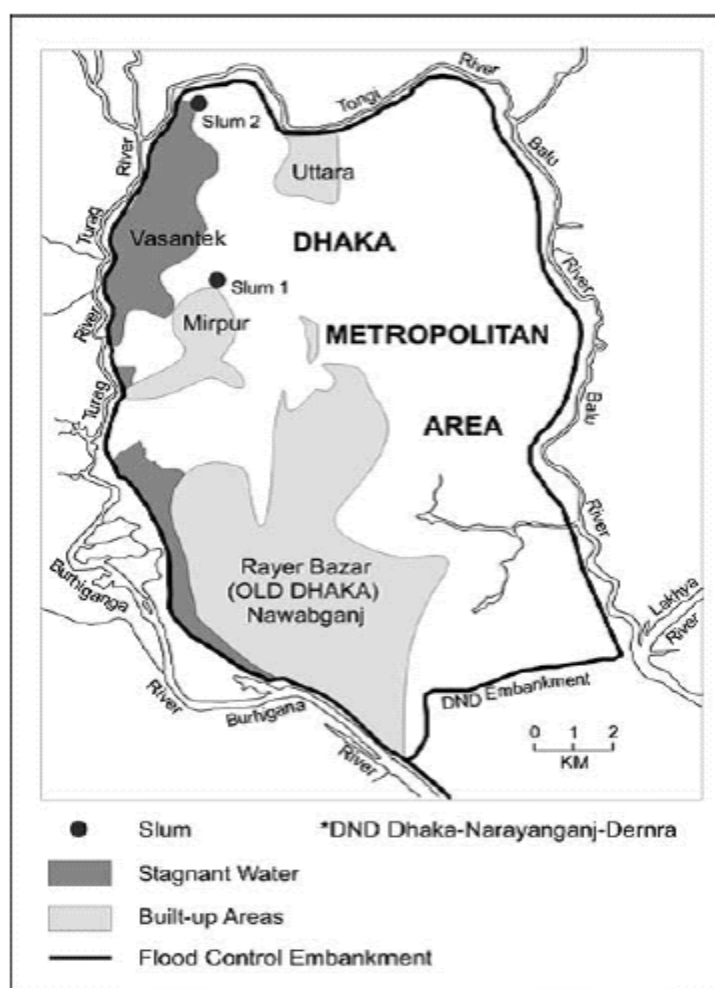 River
Tongi
Slum 2
River
Uttara
Balu
Turag
Vasantek
DHAKA
River
Slum 1
River
Mirpur
METROPOLITAN
Turag
Balu
AREA
River
Rayer Bazar
(OLD DHAKA)
Nawabganj
Burhiganga
Lakhya
River
River
DND Embankment
Burhigana
River
0 1 2
KIM
Slum
*DND Dhaka-Narayanganj-Dernra
Stagnant Water
Built-up Areas
Flood Control Embankment